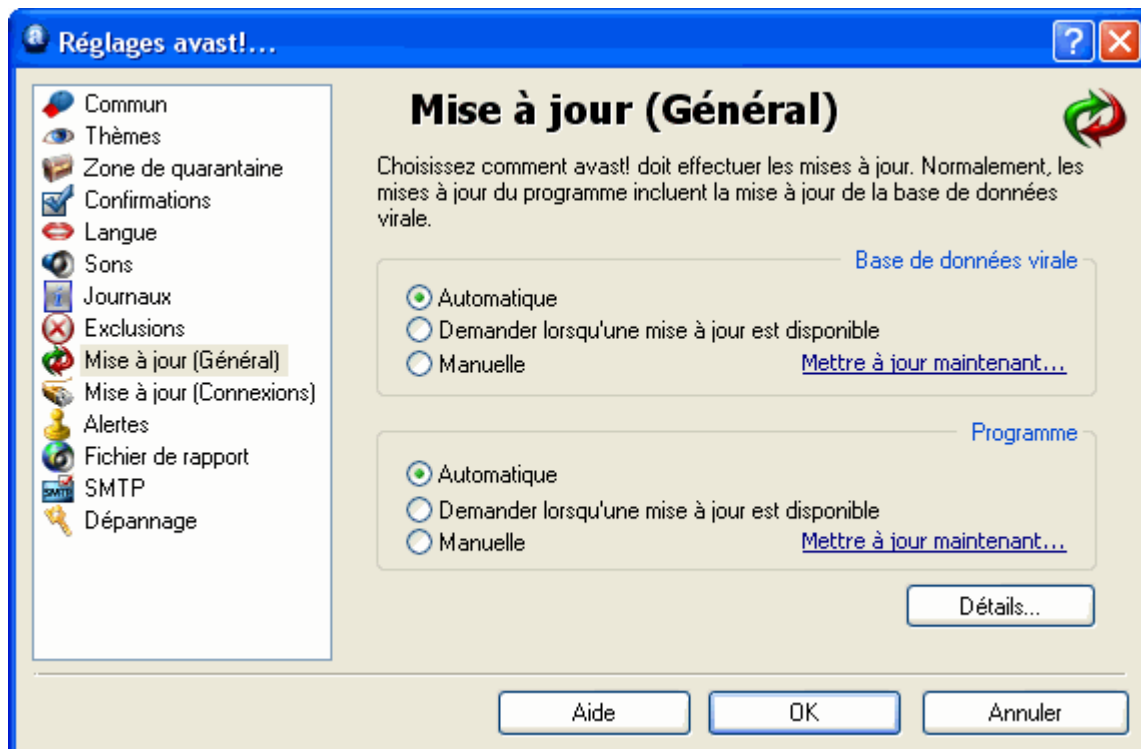 Réglages avast!...
Commun
Thèmes
Zone de quarantaine
Confirmations
Langue
Sons
Journaux
Exclusions
Mise à jour (Général)
Mise à jour (Connexions)
Alertes
Fichier de rapport
SMTP
Dépannage
Mise à jour (Général)
Choisissez comment avast! doit effectuer les mises à jour. Normalement, les
mises à jour du programme incluent la mise à jour de la base de données
virale.
Base de données virale
Automatique
Demander lorsqu'une mise à jour est disponible
Manuelle
Mettre à jour maintenant...
Programme
Automatique
Demander lorsqu'une mise à jour est disponible
Manuelle
Mettre à jour maintenant...
Détails...
Aide
OK
Annuler